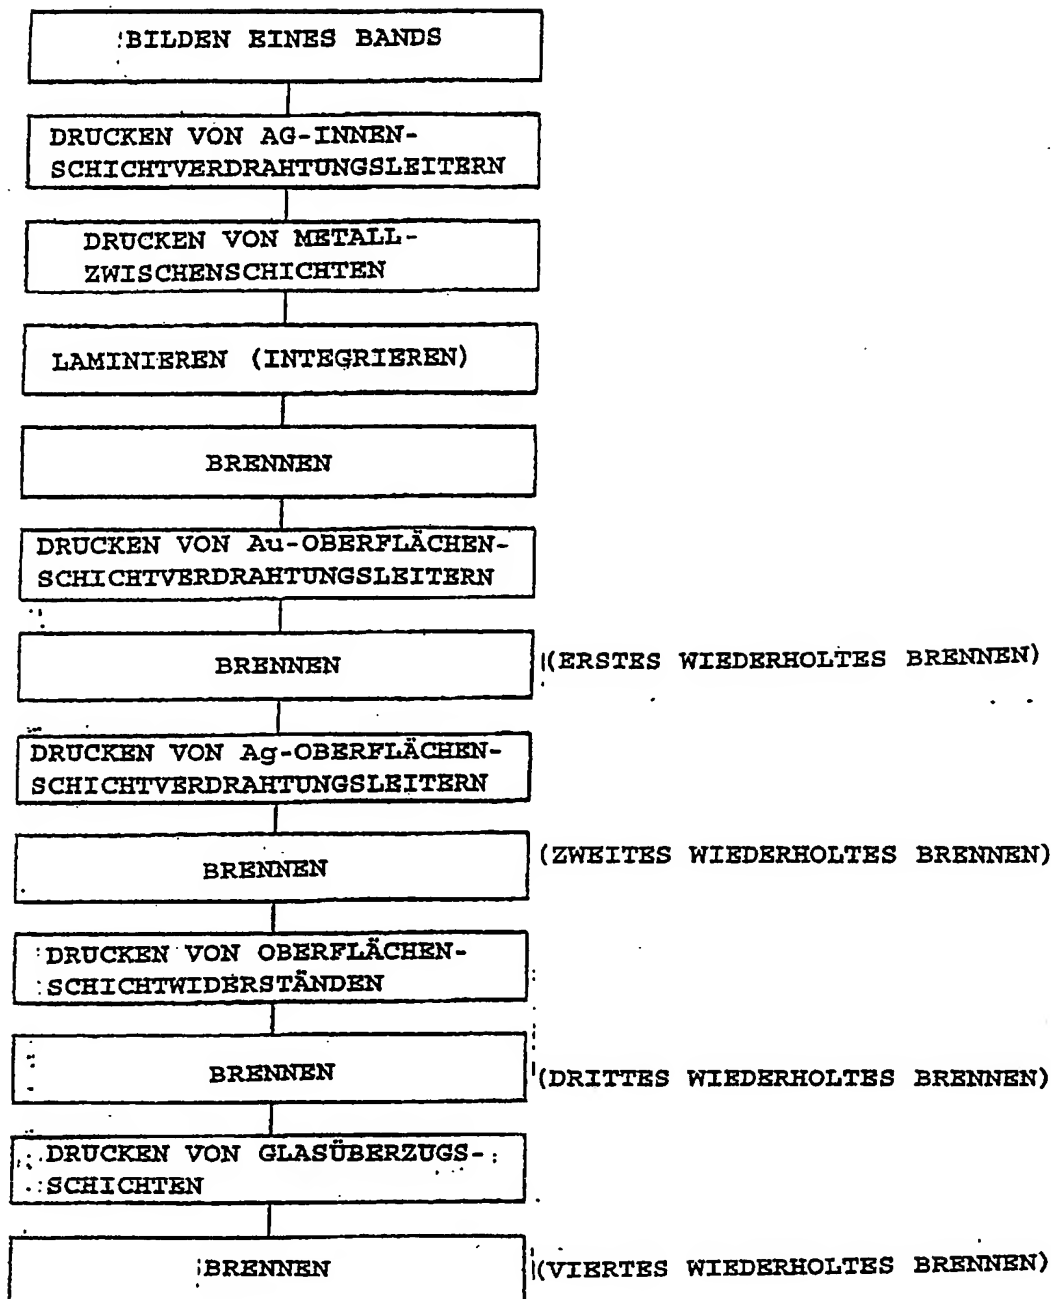 BILDEN EINES BANDS
DRUCKEN VON AG-INNEN-
SCHICHTVERDRAHTUNGSLEITERN
DRUCKEN VON METALL-
ZWISCHENSCHICHTEN
LAMINIEREN (INTEGRIEREN)
BRENNEN
DRUCKEN VON Au-OBERFLÄCHEN-
SCHICHTVERDRAHTUNGSLEITERN
BRENNEN (ERSTES WIEDERHOLTES BRENNEN)
DRUCKEN VON Ag-OBERFLÄCHEN-
SCHICHTVERDRAHTUNGSLEITERN
BRENNEN (ZWEITES WIEDERHOLTES BRENNEN)
DRUCKEN VON OBERFLÄCHEN-
SCHICHTWIDERSTÄNDEN
BRENNEN (DRITTES WIEDERHOLTES BRENNEN)
DRUCKEN VON GLASÜBERZUGS-
SCHICHTEN
BRENNEN (VIERTES WIEDERHOLTES BRENNEN)